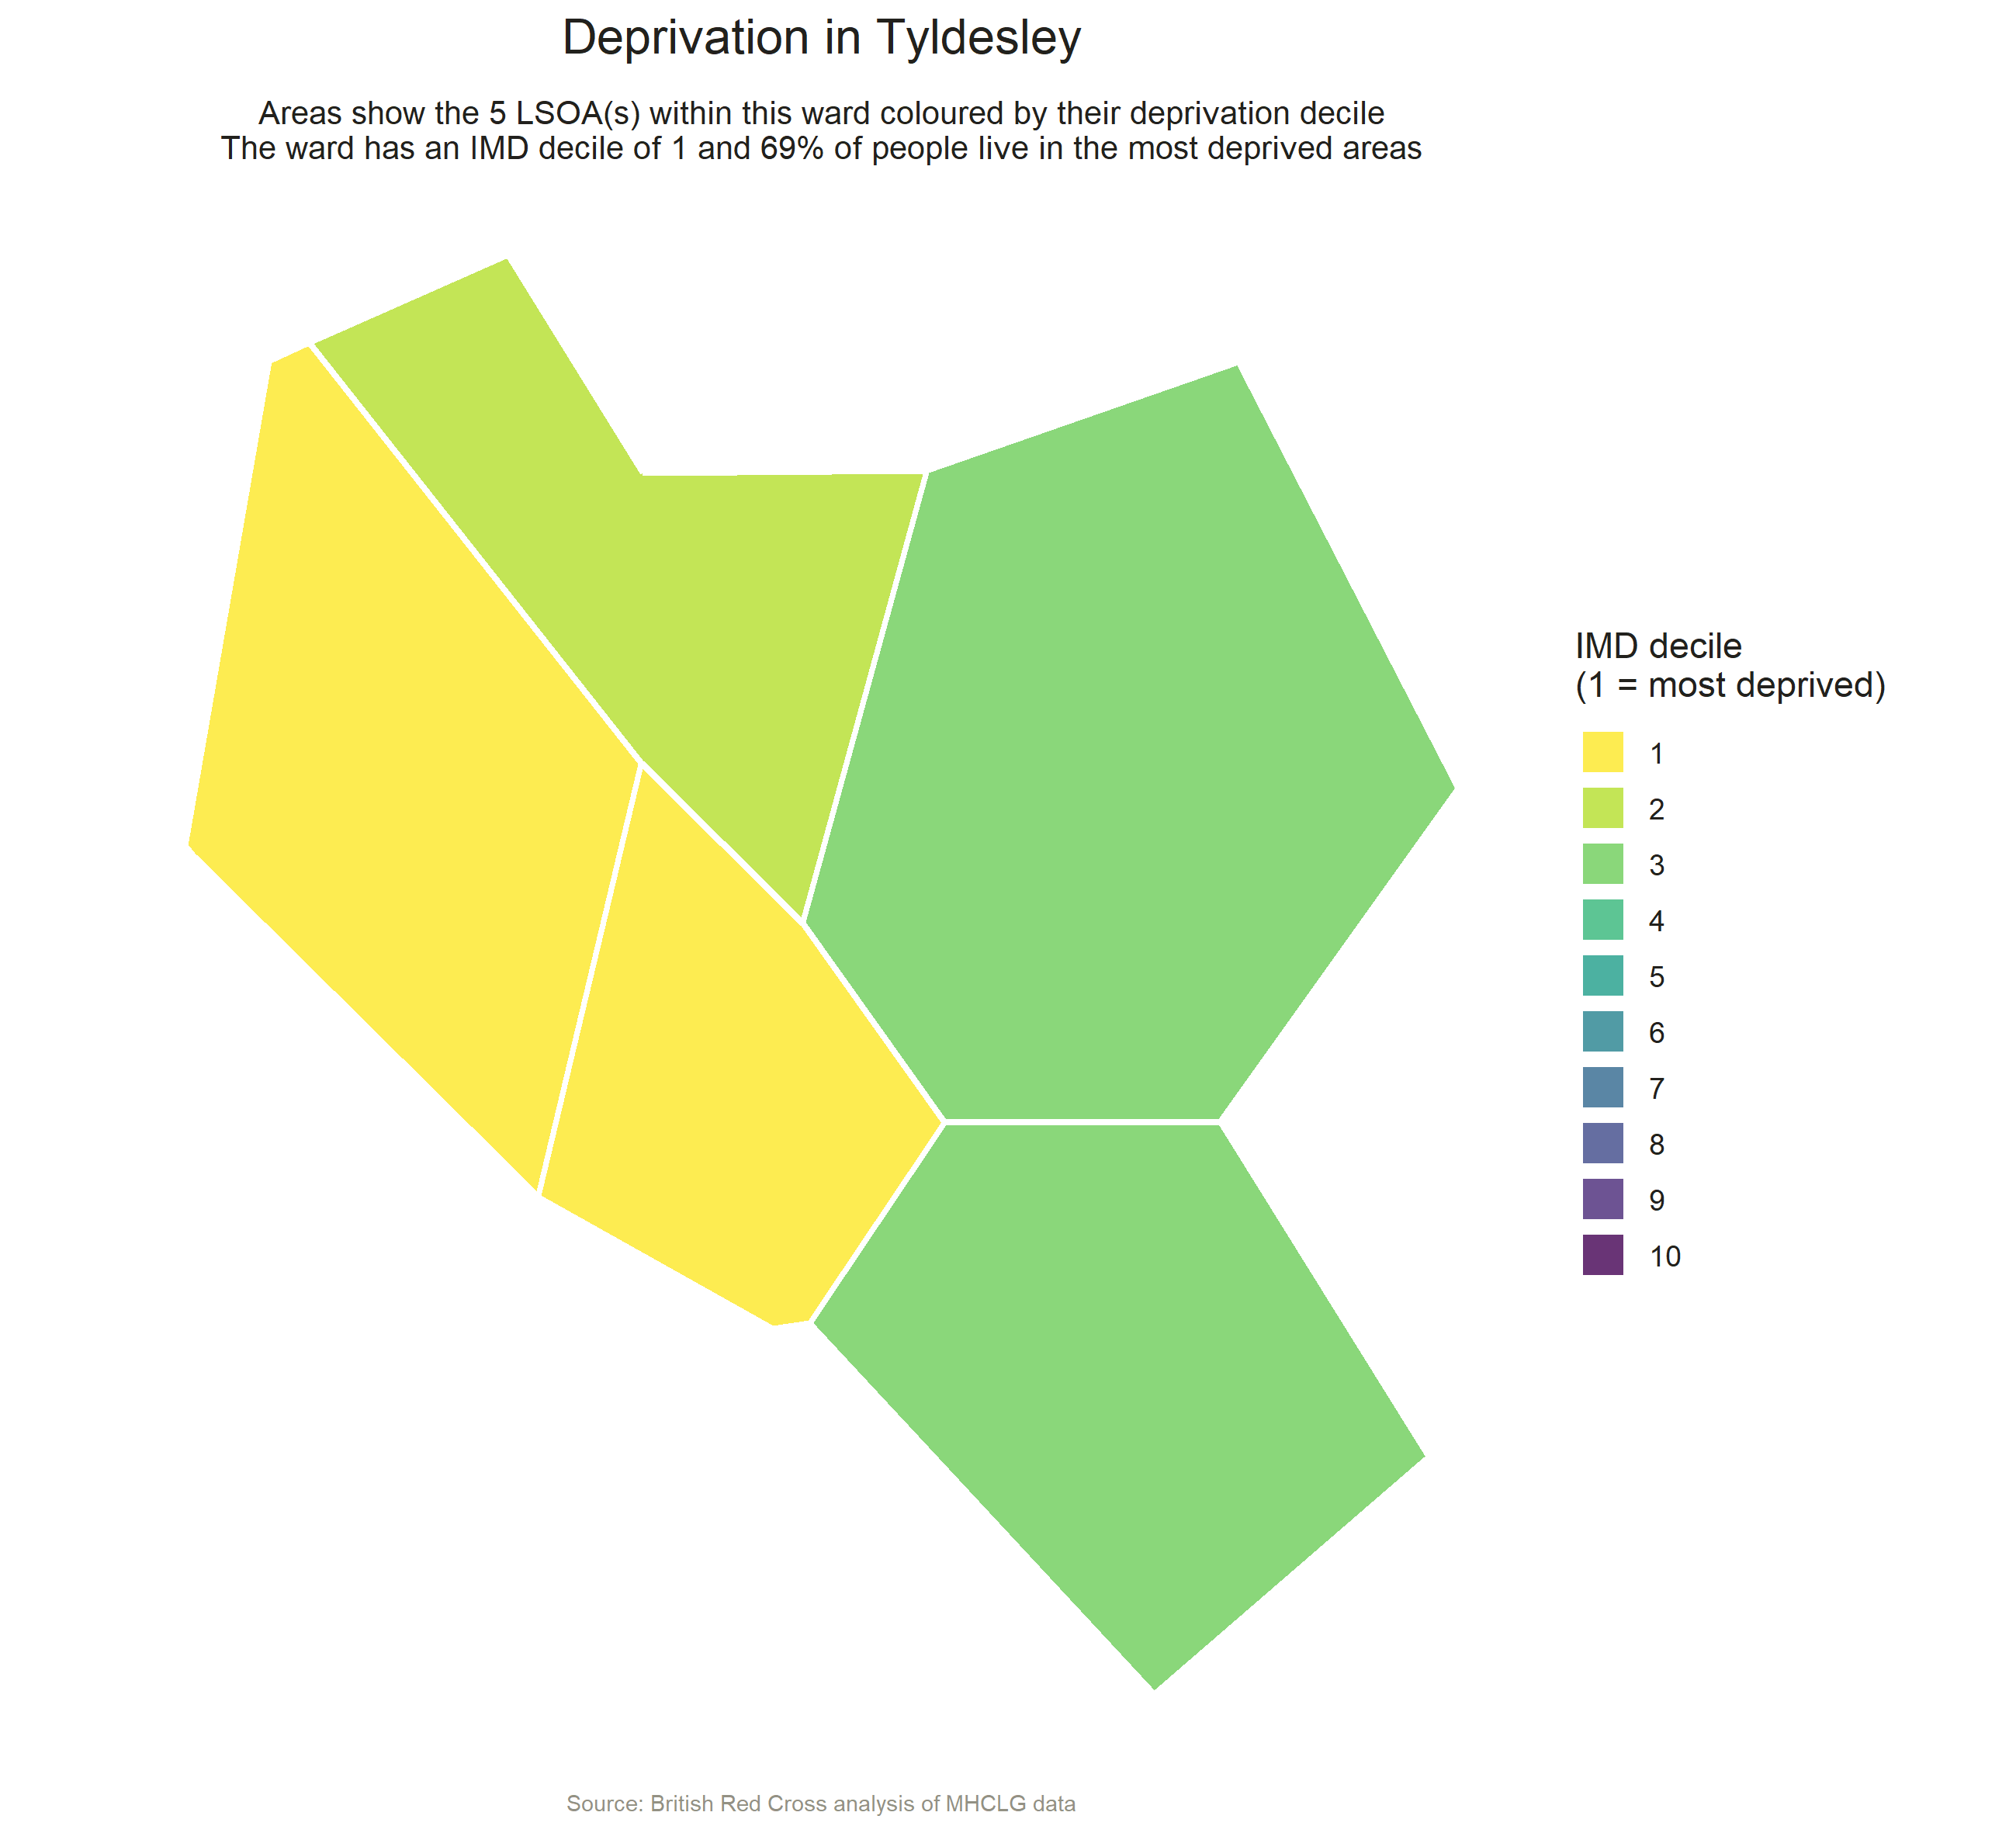 Deprivation in Tyldesley
Areas show the 5 LSOA(s) within this ward coloured by their deprivation decile
The ward has an IMD decile of 1 and 69% of people live in the most deprived areas
IMD decile
(1 = most deprived)
1
2
3
4
5
6
7
8
9
10
Source: British Red Cross analysis of MHCLG data